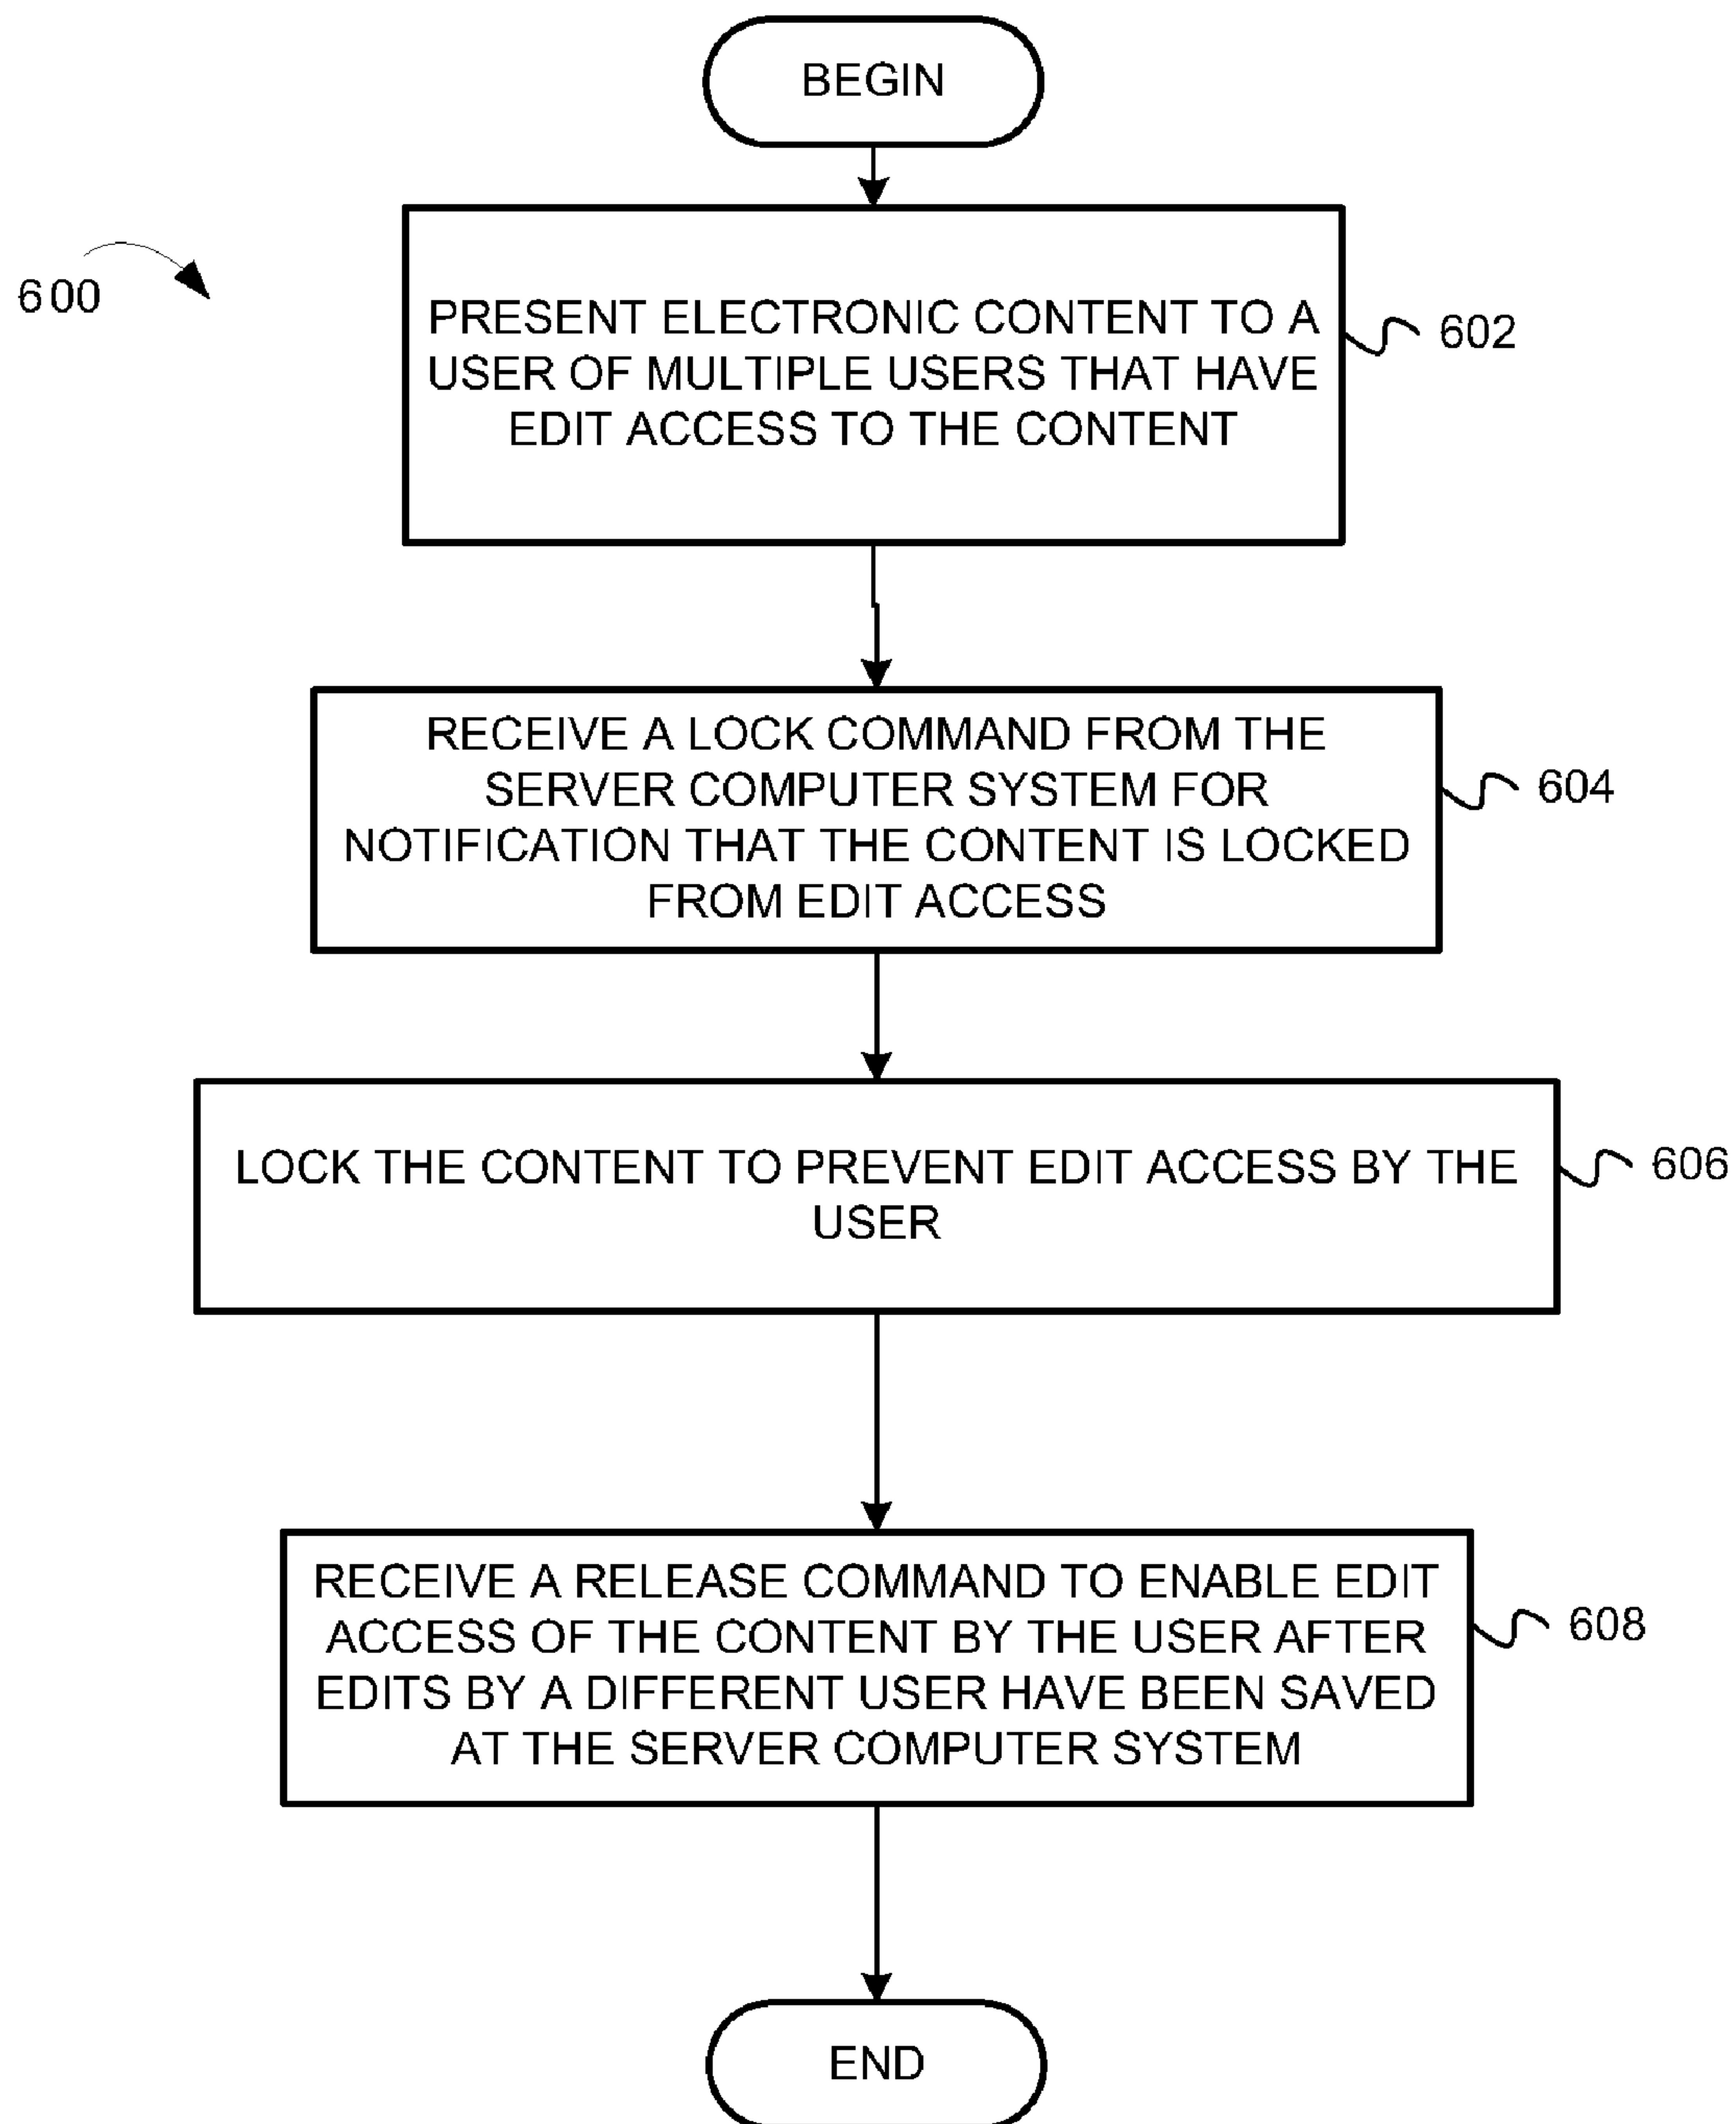 BEGIN
600
PRESENT ELECTRONIC CONTENT TO A
USER OF MULTIPLE USERS THAT HAVE
EDIT ACCESS TO THE CONTENT
602
RECEIVE A LOCK COMMAND FROM THE
SERVER COMPUTER SYSTEM FOR
NOTIFICATION THAT THE CONTENT IS LOCKED
FROM EDIT ACCESS
604
LOCK THE CONTENT TO PREVENT EDIT ACCESS BY THE
USER
606
RECEIVE A RELEASE COMMAND TO ENABLE EDIT
ACCESS OF THE CONTENT BY THE USER AFTER
EDITS BY A DIFFERENT USER HAVE BEEN SAVED
AT THE SERVER COMPUTER SYSTEM
608
END